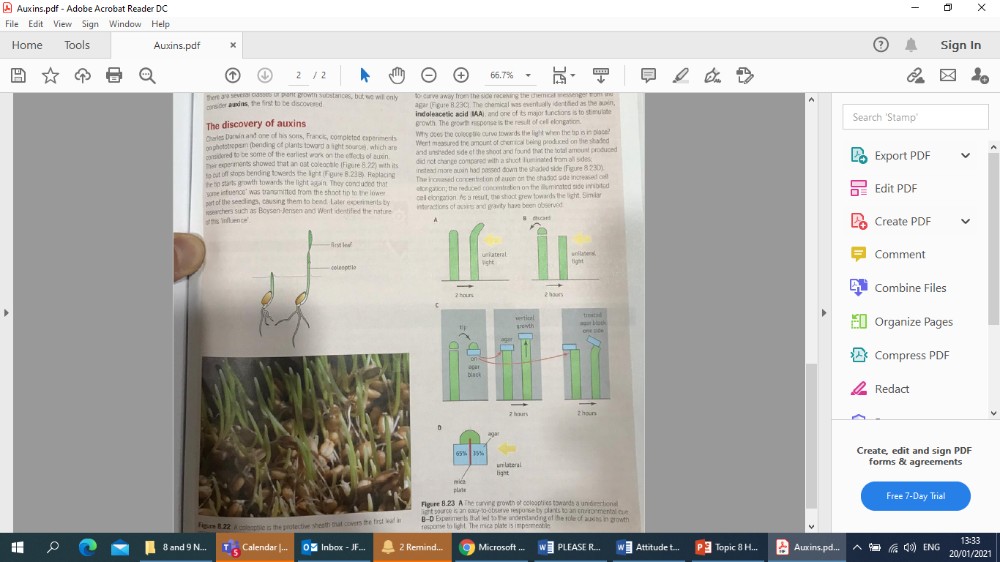 Auxins.pdf - Adobe Acrobat Reader DC
File Edit View Sign Window Help
Home Tools Auxins.pdf × Sign In
2 / 2 66.7%
There are several classes of plant growth substances, but we will only
consider auxins, the first to be discovered.
The discovery of auxins
Charles Darwin and one of his sons, Francis, completed experiments
on phototropism (bending of plants toward a light source), which are
considered to be some of the earliest work on the effects of auxin.
Their experiments showed that an oat coleoptile (Figure 8.22) with its
tip cut off stops bending towards the light (Figure 8.23B). Replacing
the tip starts growth towards the light again. They concluded that
'some influence' was transmitted from the shoot tip to the lower
part of the seedlings, causing them to bend. Later experiments by
researchers such as Boysen-Jensen and Went identified the nature
of this 'influence'.
first leaf
coleoptile
Figure 8.22 A coleoptile is the protective sheath that covers the first leaf in
to curve away from the side receiving the chemical messenger from the
agar (Figure 8.23C). The chemical was eventually identified as the auxin,
indoleacetic acid (IAA), and one of its major functions is to stimulate
growth. The growth response is the result of cell elongation.
Why does the coleoptile curve towards the light when the tip is in place?
Went measured the amount of chemical being produced on the shaded
and unshaded side of the shoot and found that the total amount produced
did not change compared with a shoot illuminated from all sides;
instead more auxin had passed down the shaded side (Figure 8.23D).
The increased concentration of auxin on the shaded side increased cell
elongation; the reduced concentration on the illuminated side inhibited
cell elongation. As a result, the shoot grew towards the light. Similar
interactions of auxins and gravity have been observed.
A
unilateral
light
2 hours
B discard
unilateral
light
2 hours
C
tip
on
agar
block
agar
vertical
growth
2 hours
treated
agar block
one side
2 hours
D
agar
65% 35%
unilateral
light
mica
plate
Figure 8.23 A The curving growth of coleoptiles towards a unidirectional
light source is an easy-to-observe response by plants to an environmental cue.
B–D Experiments that led to the understanding of the role of auxins in growth
response to light. The mica plate is impermeable.
Search 'Stamp'
Export PDF
Edit PDF
Create PDF
Comment
Combine Files
Organize Pages
Compress PDF
Redact
Create, edit and sign PDF
forms & agreements
Free 7-Day Trial
8 and 9 N...
Calendar |...
5
Inbox - JF...
2 Remind...
Microsoft ...
PLEASE R...
Attitude t...
Topic 8 H...
Auxins.pd...
ENG
13:33
20/01/2021